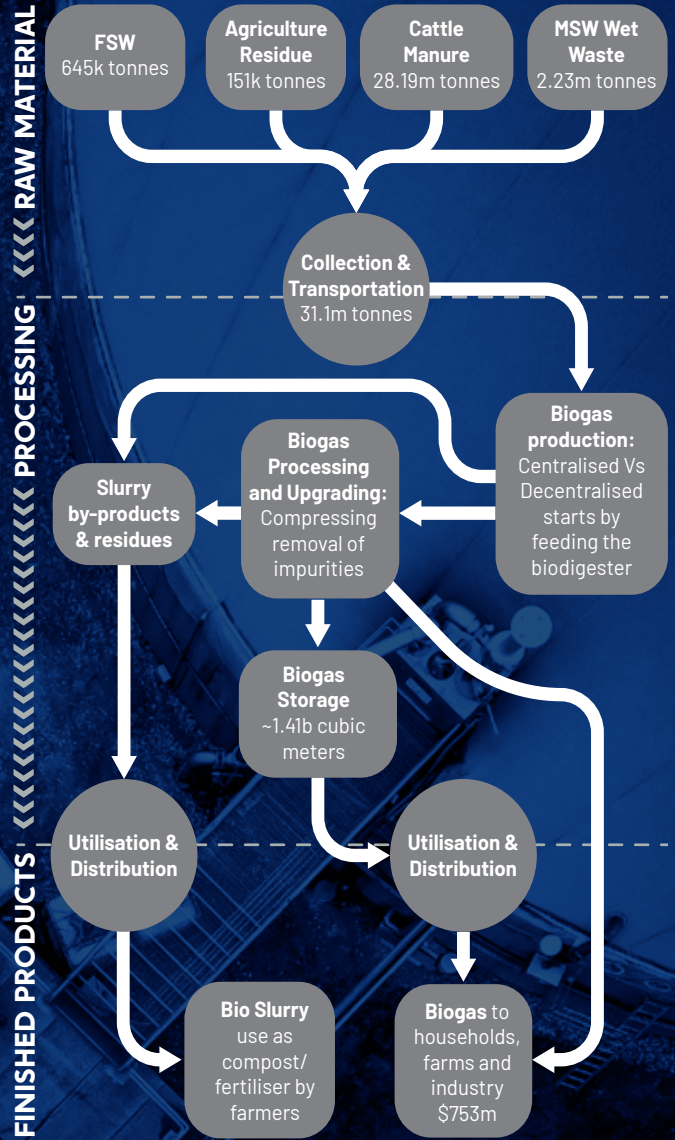 RAW MATERIAL
FSW
645k tonnes
Agriculture
Residue
151k tonnes
Cattle
Manure
28.19m tonnes
MSW Wet
Waste
2.23m tonnes
Collection &
Transportation
31.1m tonnes
PROCESSING
Biogas
production:
Centralised Vs
Decentralised
starts by
feeding the
biodigester
Biogas
Processing
and Upgrading:
Compressing
removal of
impurities
Slurry
by-products
& residues
Biogas
Storage
~1.41b cubic
meters
FINISHED PRODUCTS
Utilisation &
Distribution
Utilisation &
Distribution
Bio Slurry
use as
compost/
fertiliser by
farmers
Biogas to
households,
farms and
industry
$753m